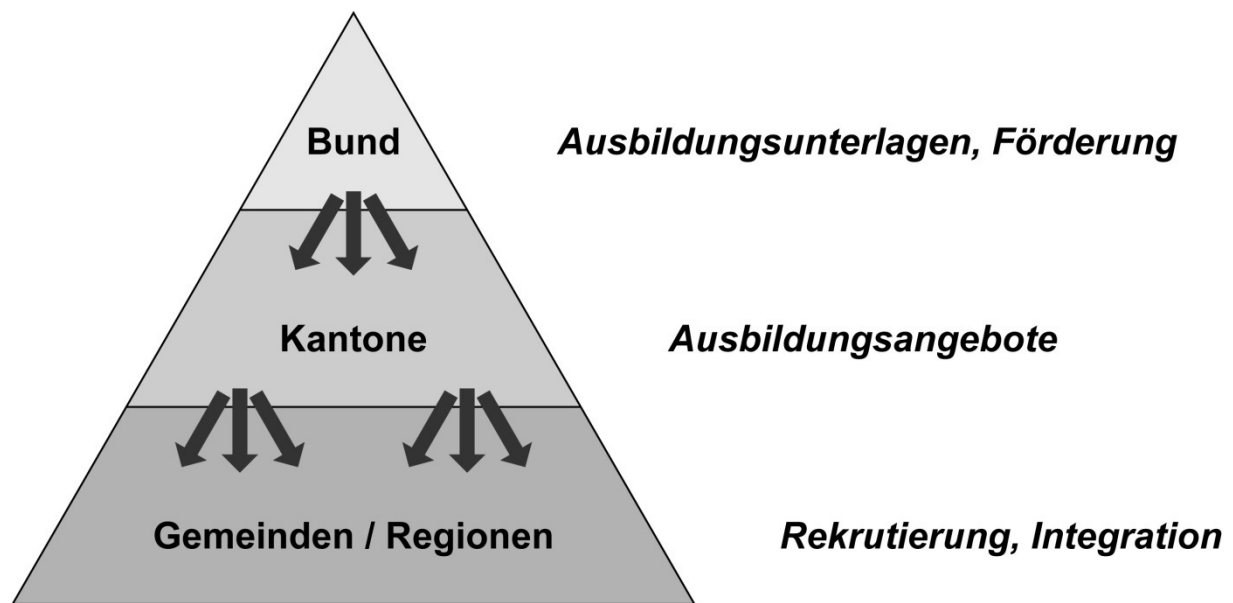 Bund
Ausbildungsunterlagen, Förderung
Kantone
Ausbildungsangebote
Gemeinden / Regionen
Rekrutierung, Integration